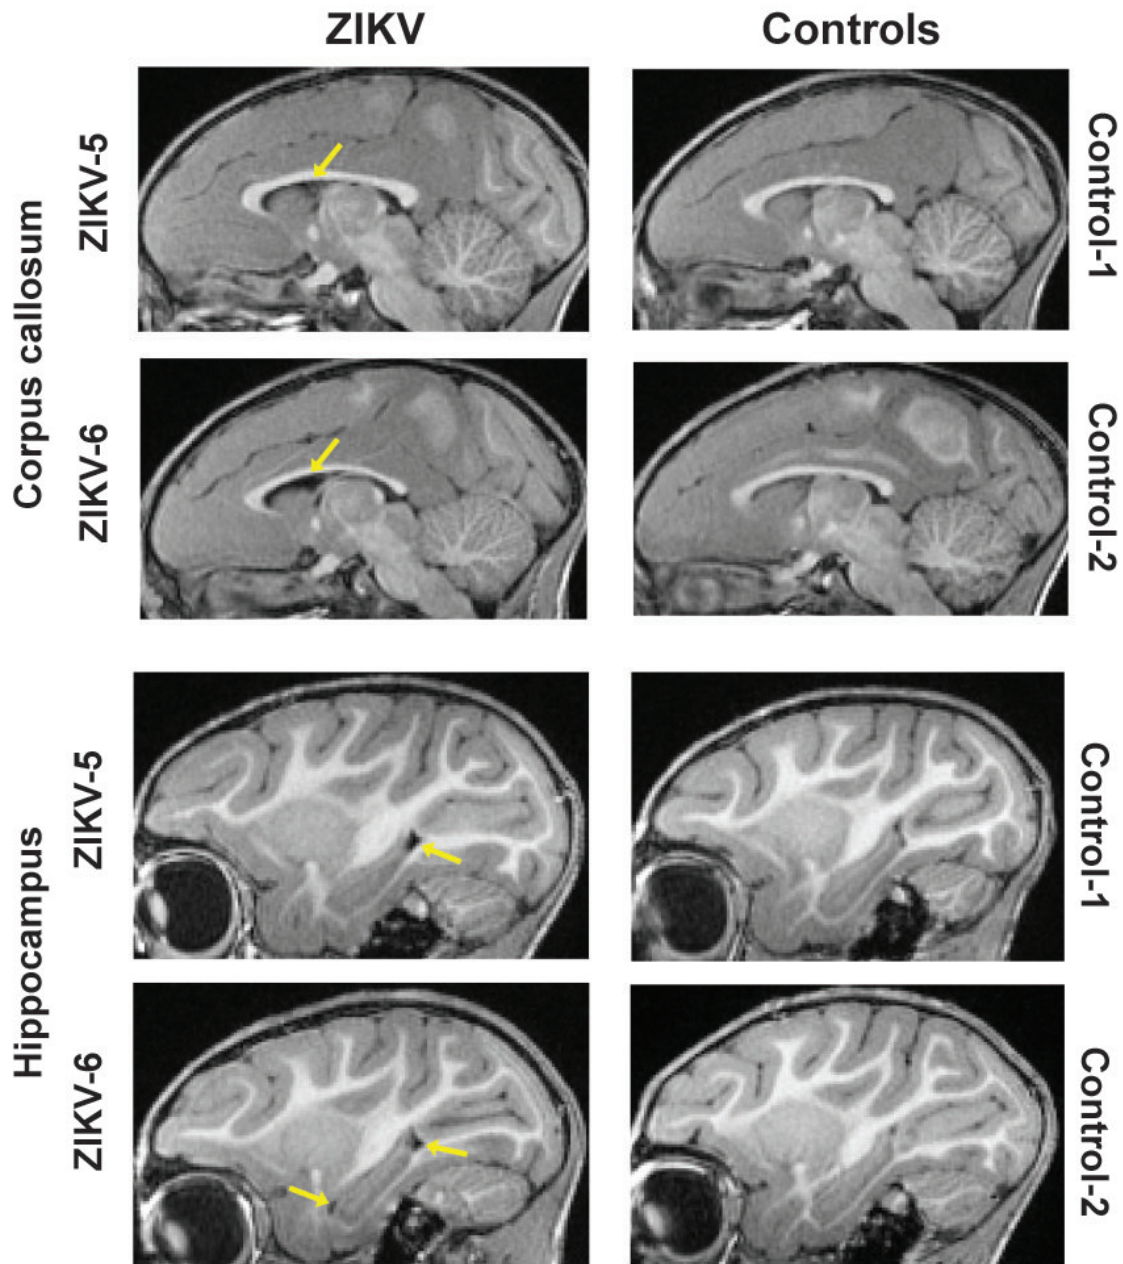 ZIKV
Controls
Corpus callosum
ZIKV-5
Control-1
ZIKV-6
Control-2
Hippocampus
ZIKV-5
Control-1
ZIKV-6
Control-2